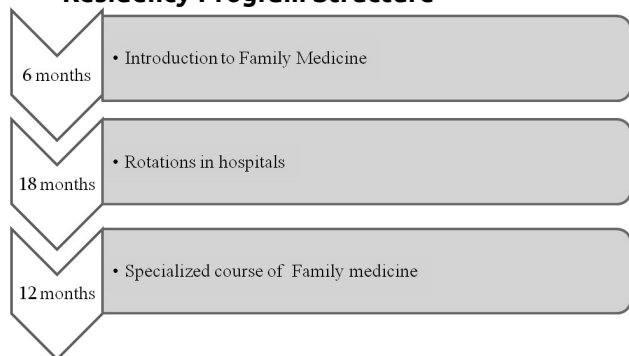 Residency Program Structure
6 months
• Introduction to Family Medicine
18 months
• Rotations in hospitals
12 months
• Specialized course of Family medicine